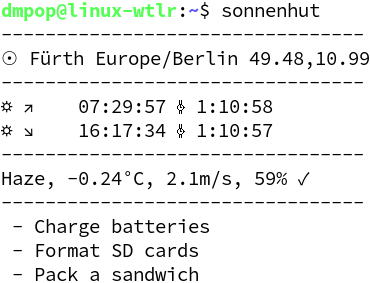 dmpop@linux-wtlr:~$ sonnenhut
---------------------------------
☉ Fürth Europe/Berlin 49.48,10.99
---------------------------------
☼ ↗    07:29:57 ⸎ 1:10:58
☼ ↘    16:17:34 ⸎ 1:10:57
---------------------------------
Haze, -0.24°C, 2.1m/s, 59% ✓
---------------------------------
- Charge batteries
- Format SD cards
- Pack a sandwich